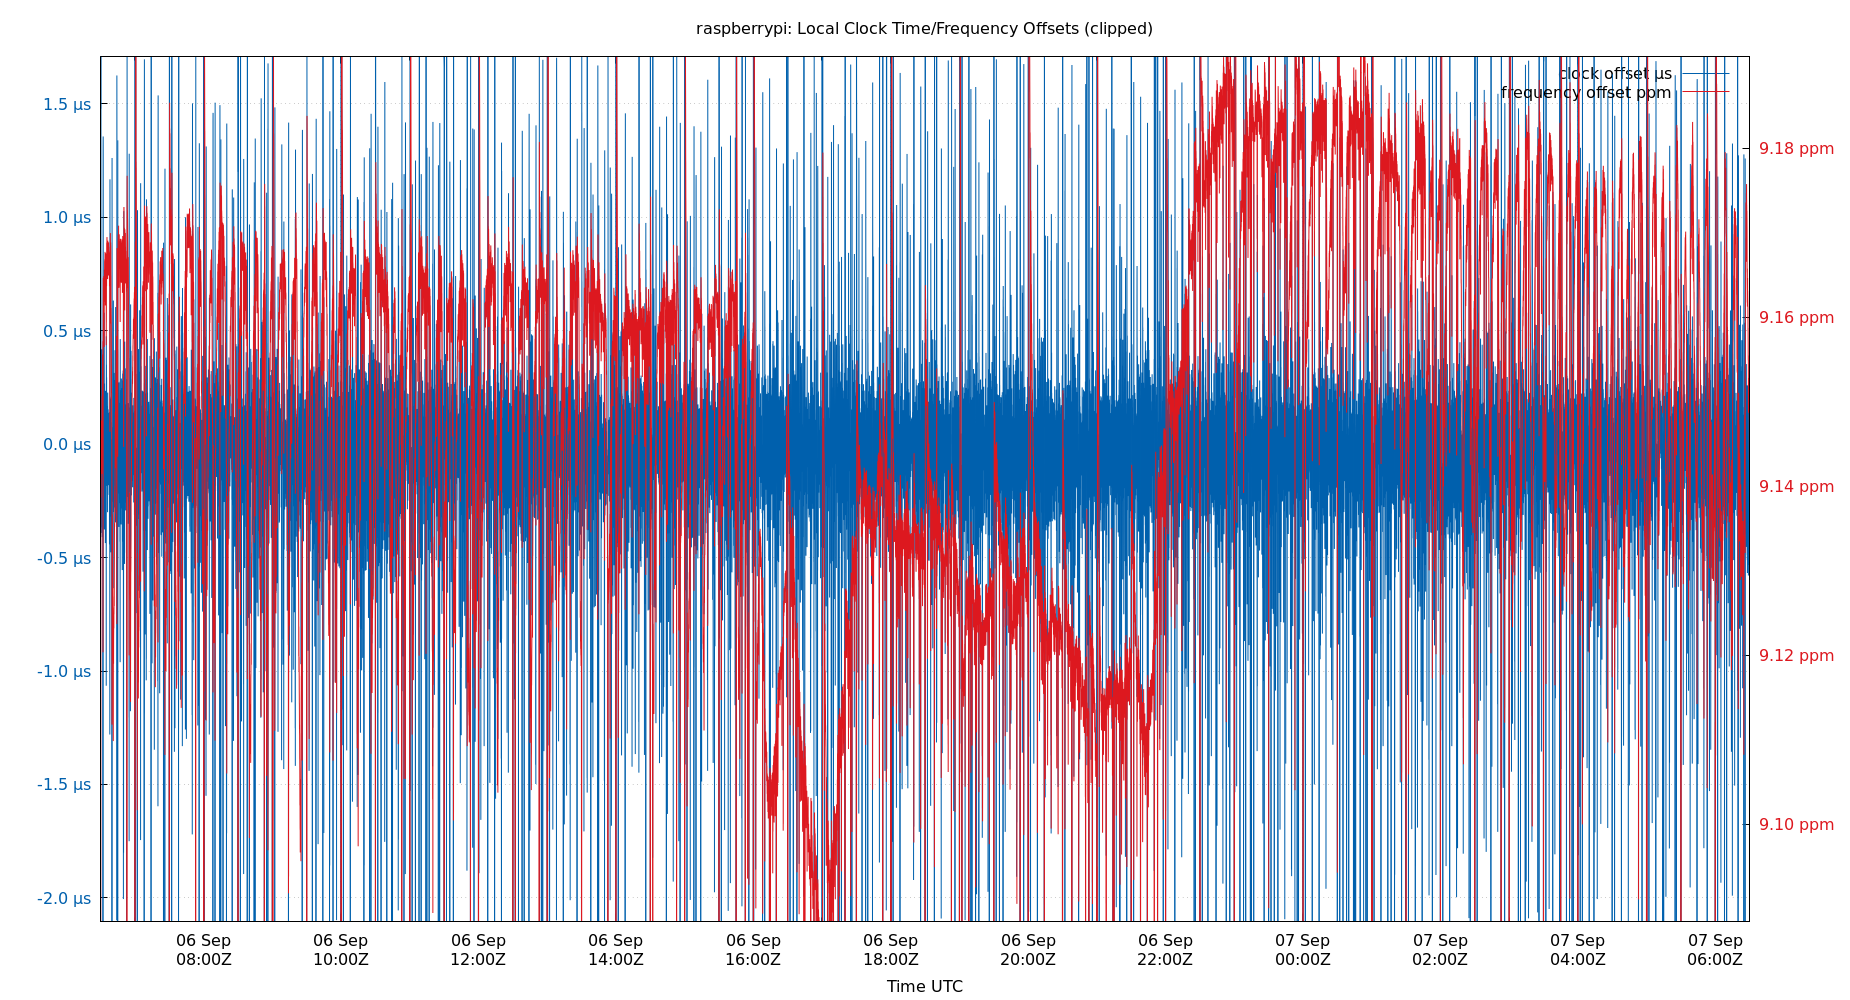 raspberrypi: Local Clock Time/Frequency Offsets (clipped)
clock offset µs
frequency offset ppm
1.5 µs
1.0 µs
0.5 µs
0.0 µs
-0.5 µs
-1.0 µs
-1.5 µs
-2.0 µs
9.18 ppm
9.16 ppm
9.14 ppm
9.12 ppm
9.10 ppm
06 Sep 06 Sep 06 Sep 06 Sep 06 Sep 06 Sep 06 Sep 06 Sep 07 Sep 07 Sep 07 Sep 07 Sep
08:00Z 10:00Z 12:00Z 14:00Z 16:00Z 18:00Z 20:00Z 22:00Z 00:00Z 02:00Z 04:00Z 06:00Z
Time UTC